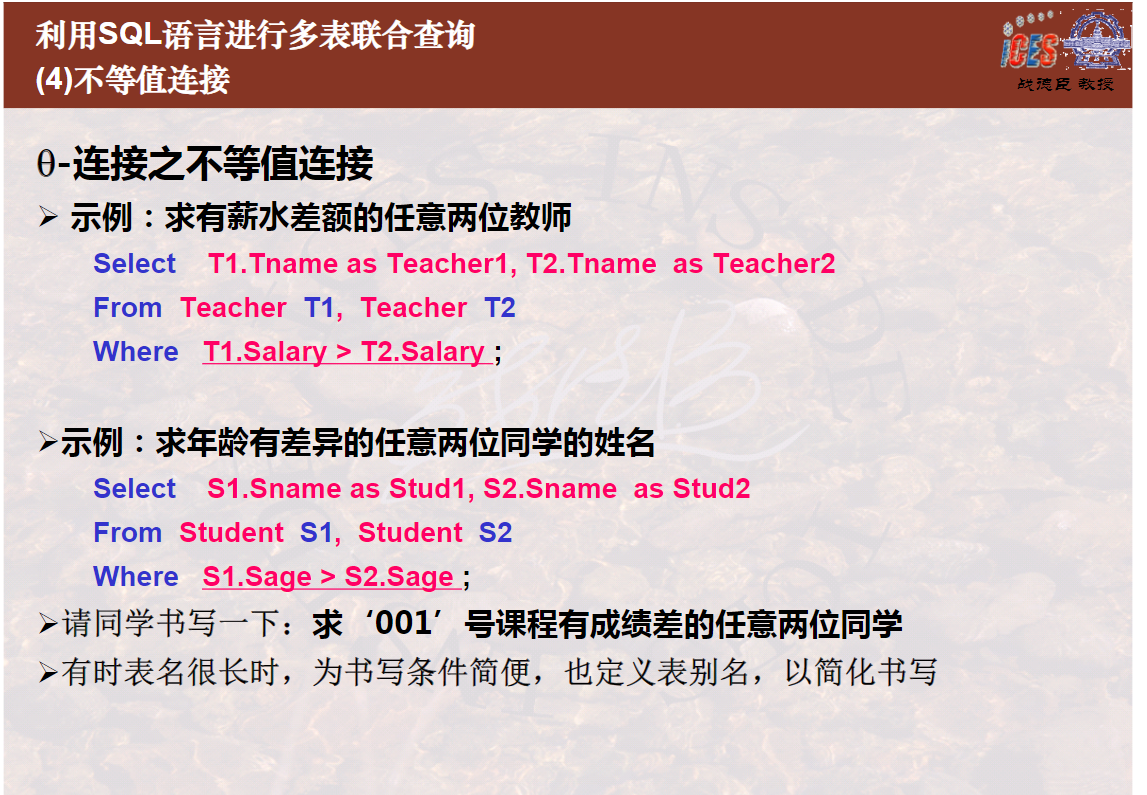 利用SQL语言进行多表联合查询
(4)不等值连接
iCES
战德臣 教授
θ-连接之不等值连接
➢ 示例：求有薪水差额的任意两位教师
Select T1.Tname as Teacher1, T2.Tname as Teacher2
From Teacher T1, Teacher T2
Where T1.Salary > T2.Salary ;
➢示例：求年龄有差异的任意两位同学的姓名
Select S1.Sname as Stud1, S2.Sname as Stud2
From Student S1, Student S2
Where S1.Sage > S2.Sage ;
➢请同学书写一下：求‘001’号课程有成绩差的任意两位同学
➢有时表名很长时，为书写条件简便，也定义表别名，以简化书写